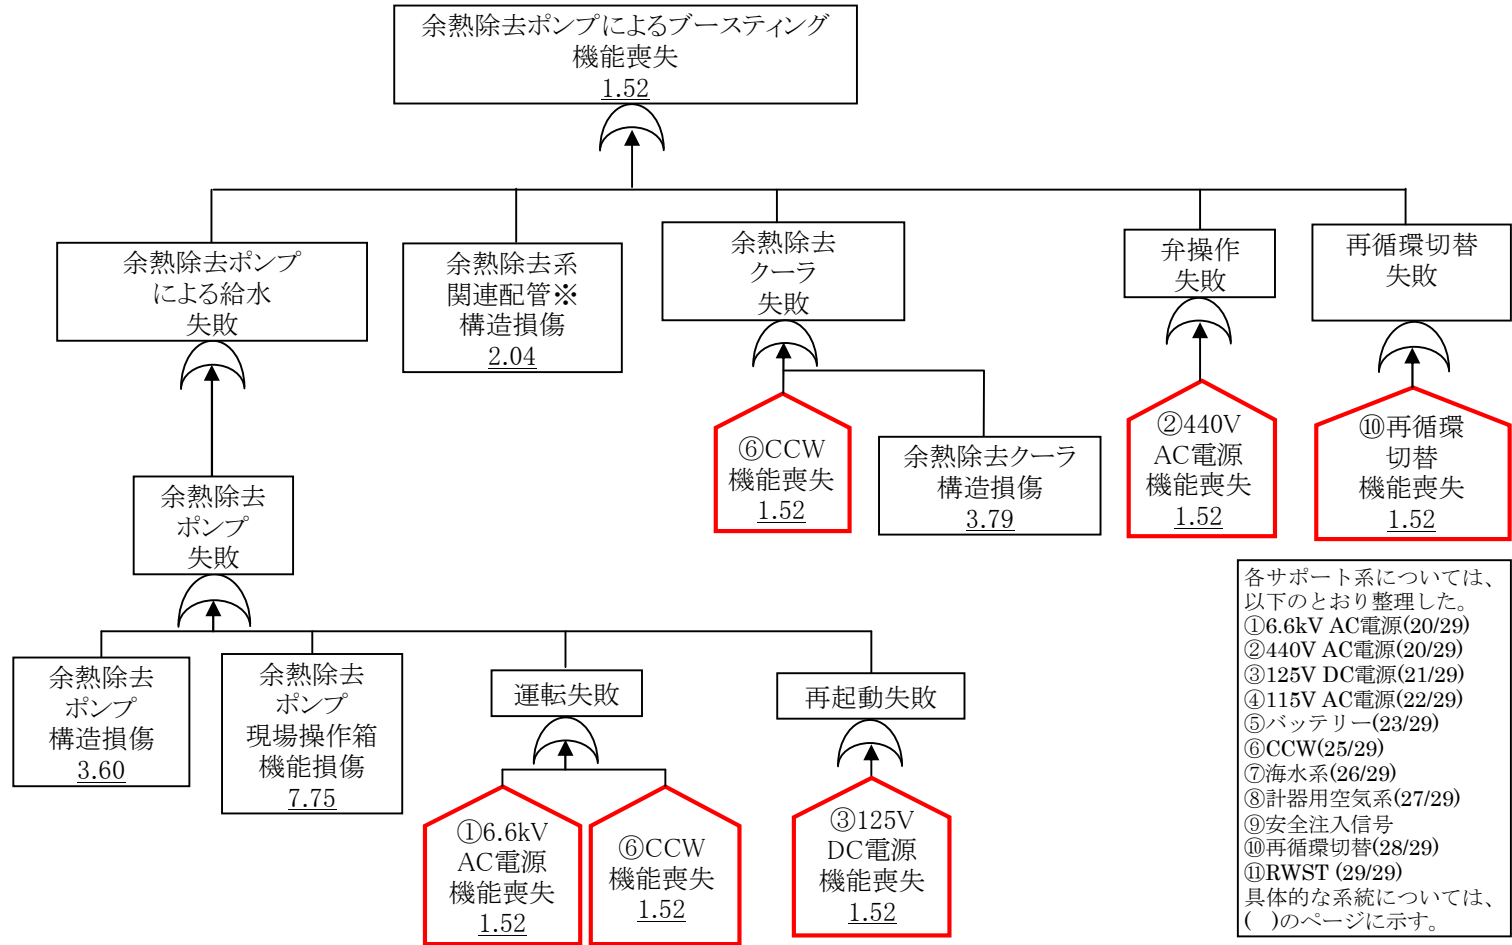 余熱除去ポンプによるブースティング
機能喪失
1.52
余熱除去ポンプ
による給水
失敗
余熱除去系
関連配管※
構造損傷
2.04
余熱除去
クーラ
失敗
弁操作
失敗
再循環切替
失敗
⑥CCW
機能喪失
1.52
余熱除去クーラ
構造損傷
3.79
②440V
AC電源
機能喪失
1.52
⑩再循環
切替
機能喪失
1.52
余熱除去
ポンプ
失敗
余熱除去
ポンプ
構造損傷
3.60
余熱除去
ポンプ
現場操作箱
機能損傷
7.75
運転失敗
再起動失敗
①6.6kV
AC電源
機能喪失
1.52
⑥CCW
機能喪失
1.52
③125V
DC電源
機能喪失
1.52
各サポート系については、
以下のとおり整理した。
①6.6kV AC電源(20/29)
②440V AC電源(20/29)
③125V DC電源(21/29)
④115V AC電源(22/29)
⑤バッテリー(23/29)
⑥CCW(25/29)
⑦海水系(26/29)
⑧計器用空気系(27/29)
⑨安全注入信号
⑩再循環切替(28/29)
⑪RWST (29/29)
具体的な系統については、
(　)のページに示す。